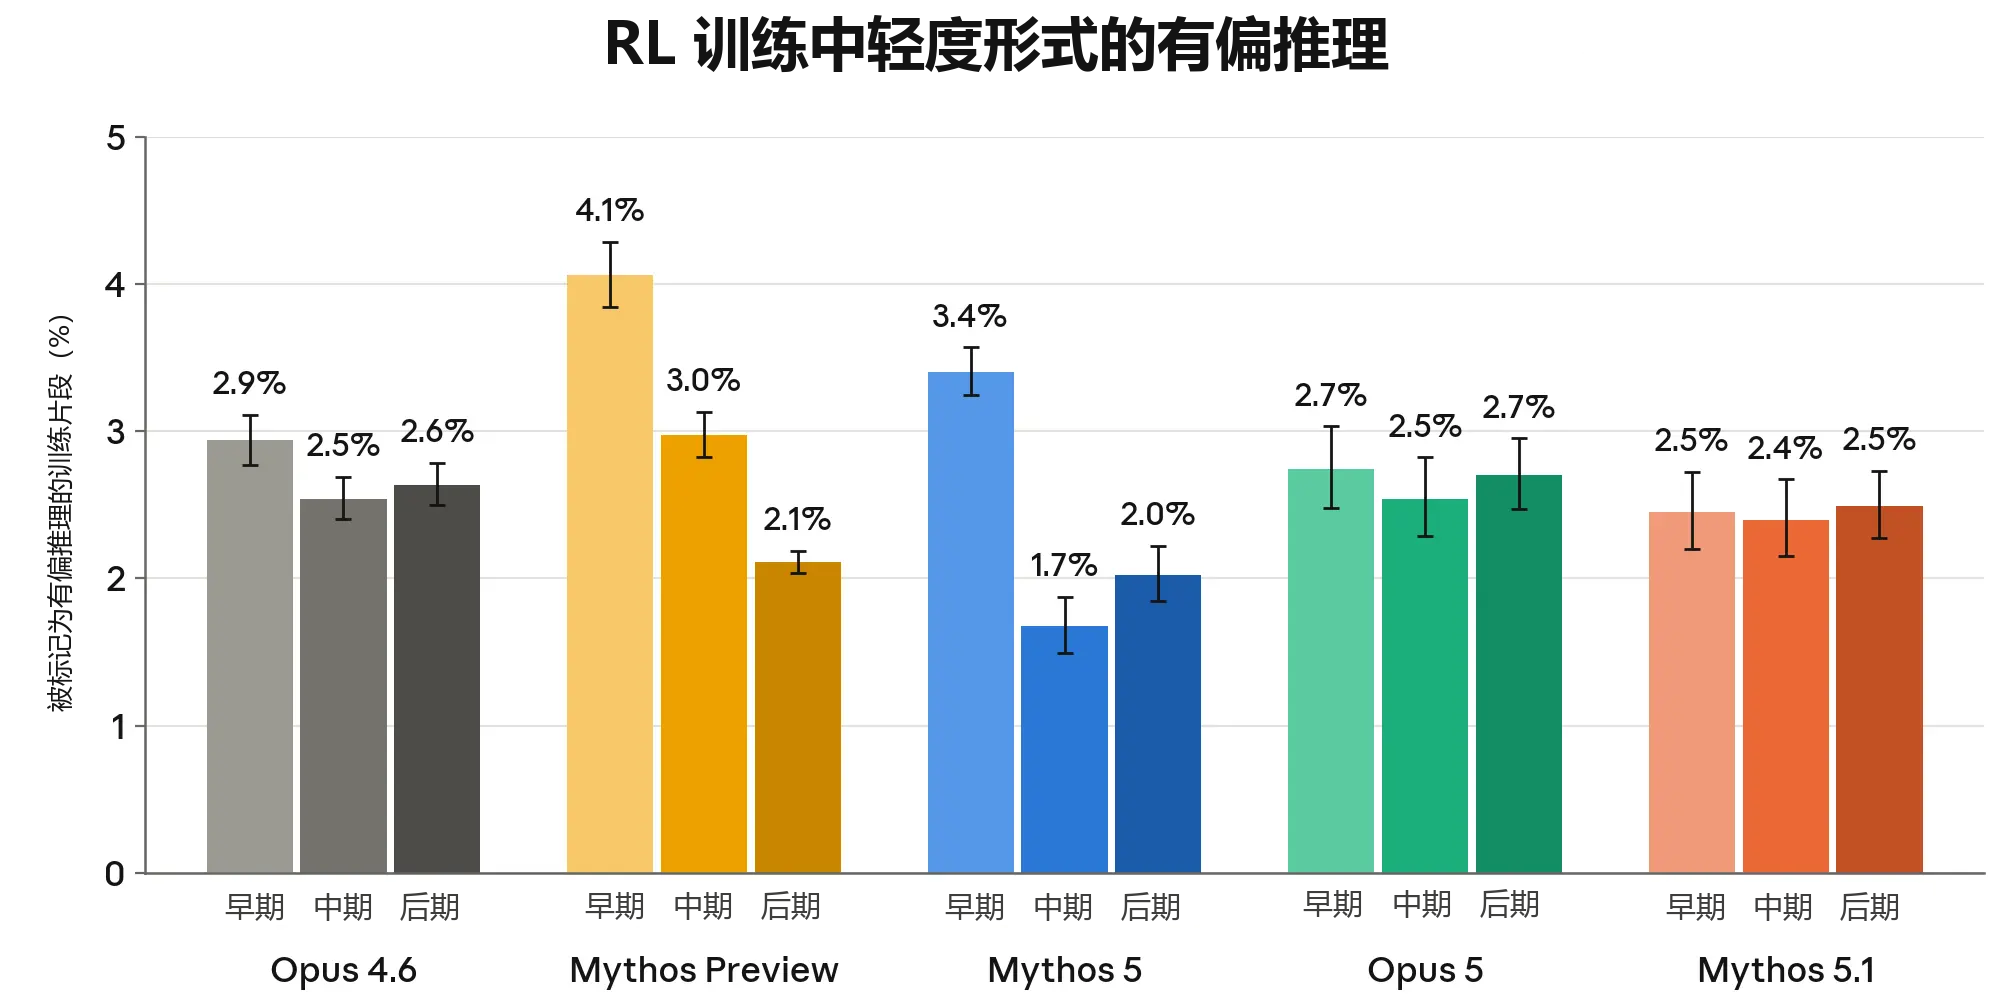 RL 训练中轻度形式的有偏推理
被标记为有偏推理的训练片段（%）
5
4
3
2
1
0
2.9%
2.5%
2.6%
4.1%
3.0%
2.1%
3.4%
1.7%
2.0%
2.7%
2.5%
2.7%
2.5%
2.4%
2.5%
早期 中期 后期
早期 中期 后期
早期 中期 后期
早期 中期 后期
早期 中期 后期
Opus 4.6
Mythos Preview
Mythos 5
Opus 5
Mythos 5.1